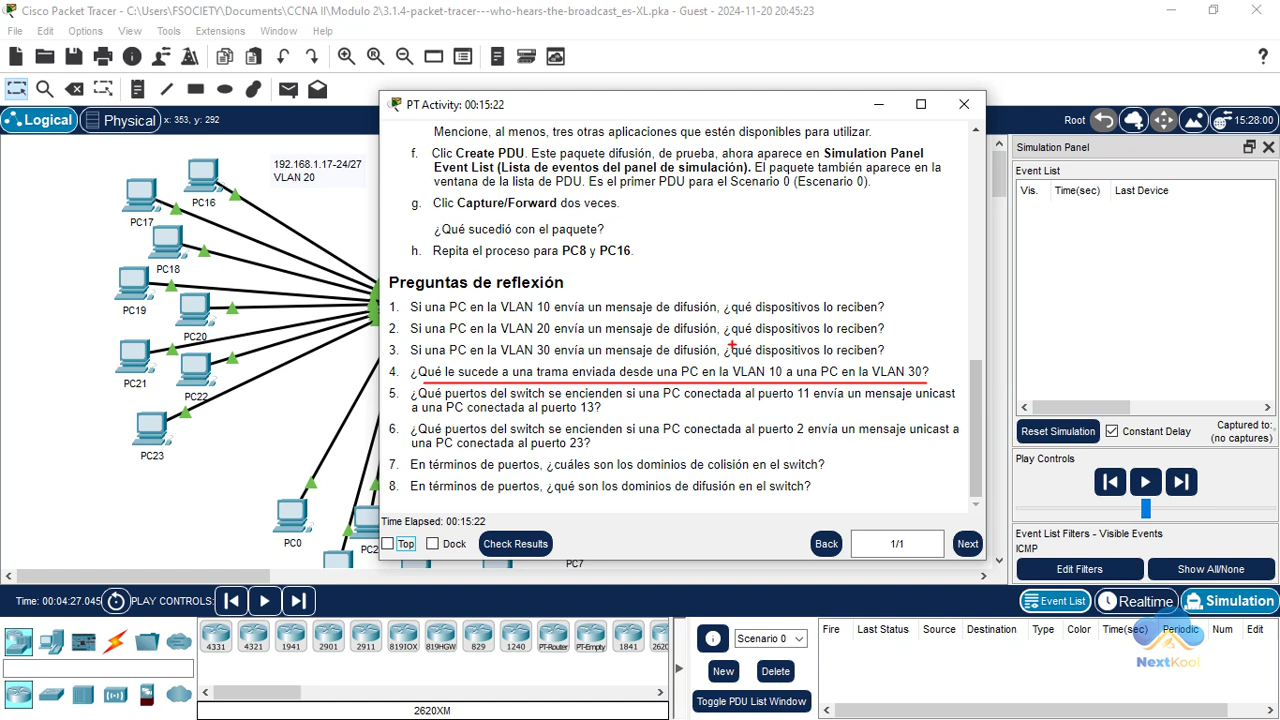 Cisco Packet Tracer - C:\Users\FSOCIETY\Documents\CCNA II\Modulo 2\3.1.4-packet-tracer---who-hears-the-broadcast_es-XL.pka - Guest - 2024-11-20 20:45:23
File Edit Options View Tools Extensions Window Help
Logical Physical x: 353, y: 292 Root 15:28:00
PT Activity: 00:15:22
192.168.1.17-24/27
VLAN 20
PC16
PC17
PC18
PC19
PC20
PC21
PC22
PC23
PC0
PC2
PC7
Mencione, al menos, tres otras aplicaciones que estén disponibles para utilizar.
f. Clic Create PDU. Este paquete difusión, de prueba, ahora aparece en Simulation Panel
Event List (Lista de eventos del panel de simulación). El paquete también aparece en la
ventana de la lista de PDU. Es el primer PDU para el Scenario 0 (Escenario 0).
g. Clic Capture/Forward dos veces.
¿Qué sucedió con el paquete?
h. Repita el proceso para PC8 y PC16.
Preguntas de reflexión
1. Si una PC en la VLAN 10 envía un mensaje de difusión, ¿qué dispositivos lo reciben?
2. Si una PC en la VLAN 20 envía un mensaje de difusión, ¿qué dispositivos lo reciben?
3. Si una PC en la VLAN 30 envía un mensaje de difusión, ¿qué dispositivos lo reciben?
4. ¿Qué le sucede a una trama enviada desde una PC en la VLAN 10 a una PC en la VLAN 30?
5. ¿Qué puertos del switch se encienden si una PC conectada al puerto 11 envía un mensaje unicast
a una PC conectada al puerto 13?
6. ¿Qué puertos del switch se encienden si una PC conectada al puerto 2 envía un mensaje unicast a
una PC conectada al puerto 23?
7. En términos de puertos, ¿cuáles son los dominios de colisión en el switch?
8. En términos de puertos, ¿qué son los dominios de difusión en el switch?
Time Elapsed: 00:15:22
Top Dock Check Results Back 1/1 Next
Simulation Panel
Event List
Vis. Time(sec) Last Device
Reset Simulation Constant Delay Captured to:
(no captures)
Play Controls
Event List Filters - Visible Events
ICMP
Edit Filters Show All/None
Time: 00:04:27.045 PLAY CONTROLS: Event List Realtime Simulation
4331 4321 1941 2901 2911 819IOX 819HGW 829 1240 PT-Router PT-Empty 1841 2620
2620XM
Scenario 0
New Delete
Toggle PDU List Window
Fire Last Status Source Destination Type Color Time(sec) Periodic Num Edit
NextKool